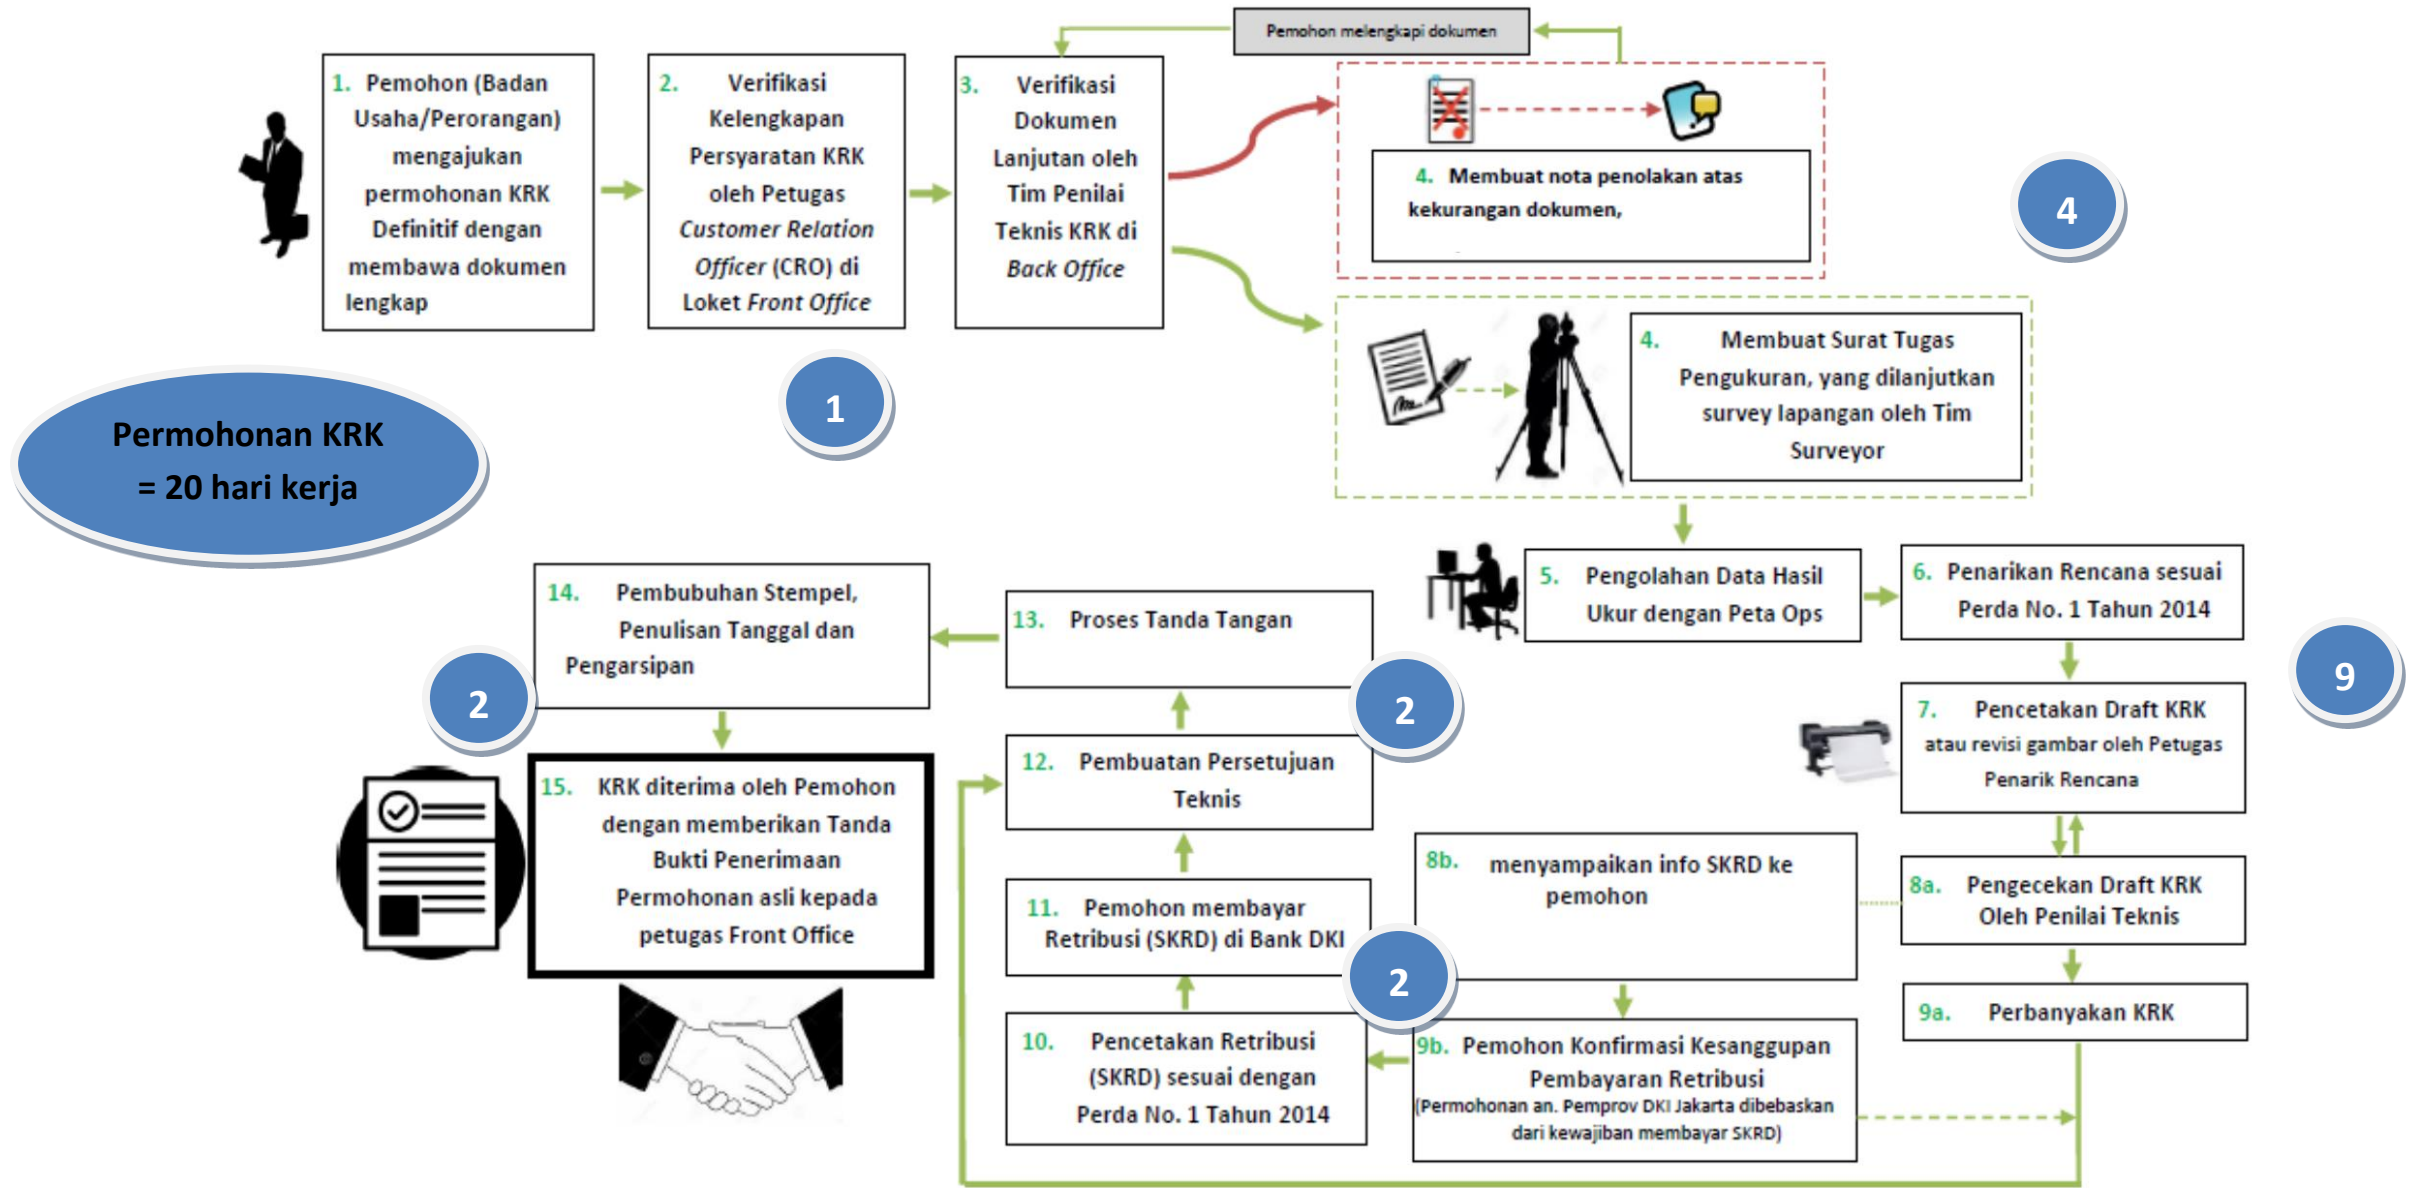 Pemohon melengkapi dokumen
1. Pemohon (Badan
Usaha/Perorangan)
mengajukan
permohonan KRK
Definitif dengan
membawa dokumen
lengkap
2. Verifikasi
Kelengkapan
Persyaratan KRK
oleh Petugas
Customer Relation
Officer (CRO) di
Loket Front Office
3. Verifikasi
Dokumen
Lanjutan oleh
Tim Penilai
Teknis KRK di
Back Office
4. Membuat nota penolakan atas
kekurangan dokumen,
4
4. Membuat Surat Tugas
Pengukuran, yang dilanjutkan
survey lapangan oleh Tim
Surveyor
1
Permohonan KRK
= 20 hari kerja
5. Pengolahan Data Hasil
Ukur dengan Peta Ops
6. Penarikan Rencana sesuai
Perda No. 1 Tahun 2014
9
7. Pencetakan Draft KRK
atau revisi gambar oleh Petugas
Penarik Rencana
8a. Pengecekan Draft KRK
Oleh Penilai Teknis
8b. menyampaikan info SKRD ke
pemohon
9a. Perbanyakan KRK
9b. Pemohon Konfirmasi Kesanggupan
Pembayaran Retribusi
(Permohonan an. Pemprov DKI Jakarta dibebaskan
dari kewajiban membayar SKRD)
2
10. Pencetakan Retribusi
(SKRD) sesuai dengan
Perda No. 1 Tahun 2014
11. Pemohon membayar
Retribusi (SKRD) di Bank DKI
12. Pembuatan Persetujuan
Teknis
2
13. Proses Tanda Tangan
14. Pembubuhan Stempel,
Penulisan Tanggal dan
Pengarsipan
2
15. KRK diterima oleh Pemohon
dengan memberikan Tanda
Bukti Penerimaan
Permohonan asli kepada
petugas Front Office